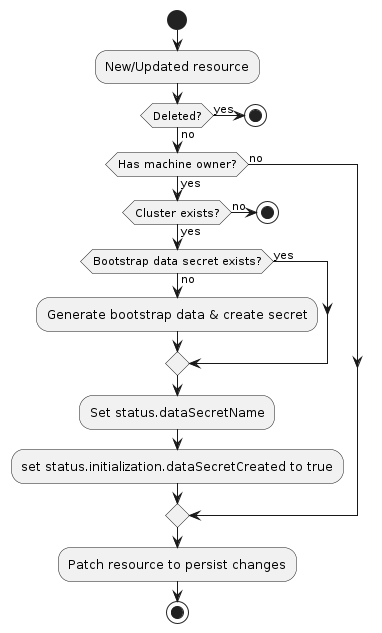 New/Updated resource
Deleted?
yes
no
Has machine owner?
no
yes
Cluster exists?
no
yes
Bootstrap data secret exists?
yes
no
Generate bootstrap data & create secret
Set status.dataSecretName
set status.initialization.dataSecretCreated to true
Patch resource to persist changes